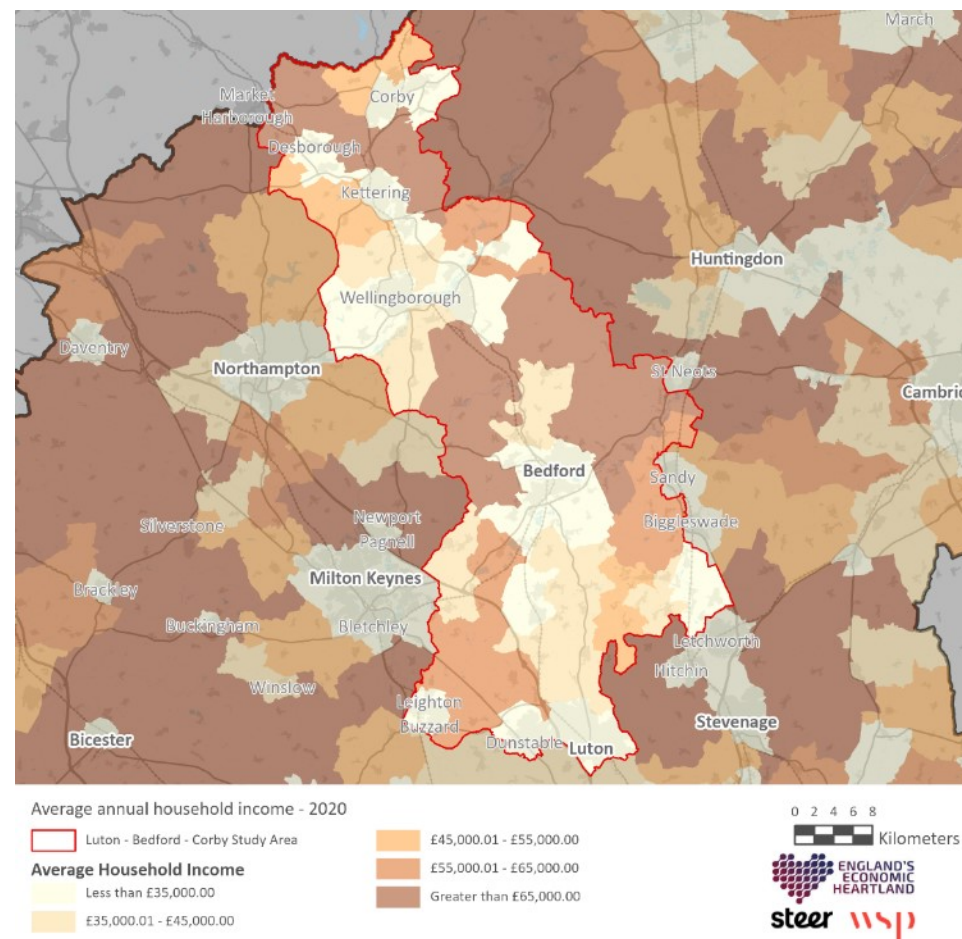 March
Market
Harborough
Corby
Desborough
Kettering
Huntingdon
Wellingborough
Daventry
Northampton
St Neots
Cambric
Bedford
Sandy
Silverstone
Newport
Pagnell
Biggleswade
Brackley
Milton Keynes
Buckingham
Bletchley
Letchworth
Hitchin
Winslow
Leighton
Buzzard
Stevenage
Bicester
Dunstable
Luton
Average annual household income - 2020
Luton - Bedford - Corby Study Area
Average Household Income
Less than £35,000.00
£35,000.01 - £45,000.00
£45,000.01 - £55,000.00
£55,000.01 - £65,000.00
Greater than £65,000.00
0 2 4 6 8
Kilometers
ENGLAND'S
ECONOMIC
HEARTLAND
steer wsp